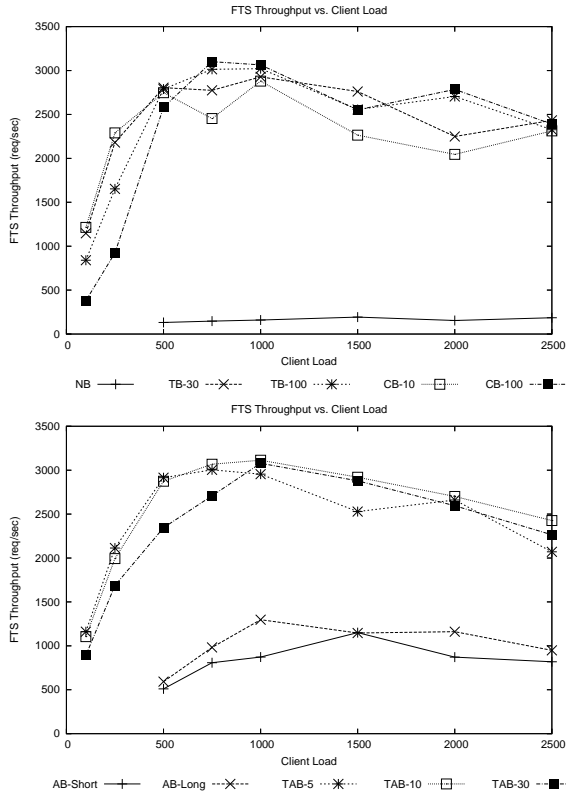 FTS Throughput vs. Client Load
3500
3000
2500
2000
1500
1000
500
0
FTS Throughput (req/sec)
0 500 1000 1500 2000 2500
Client Load
NB TB-30 TB-100 CB-10 CB-100
FTS Throughput vs. Client Load
3500
3000
2500
2000
1500
1000
500
0
FTS Throughput (req/sec)
0 500 1000 1500 2000 2500
Client Load
AB-Short AB-Long TAB-5 TAB-10 TAB-30